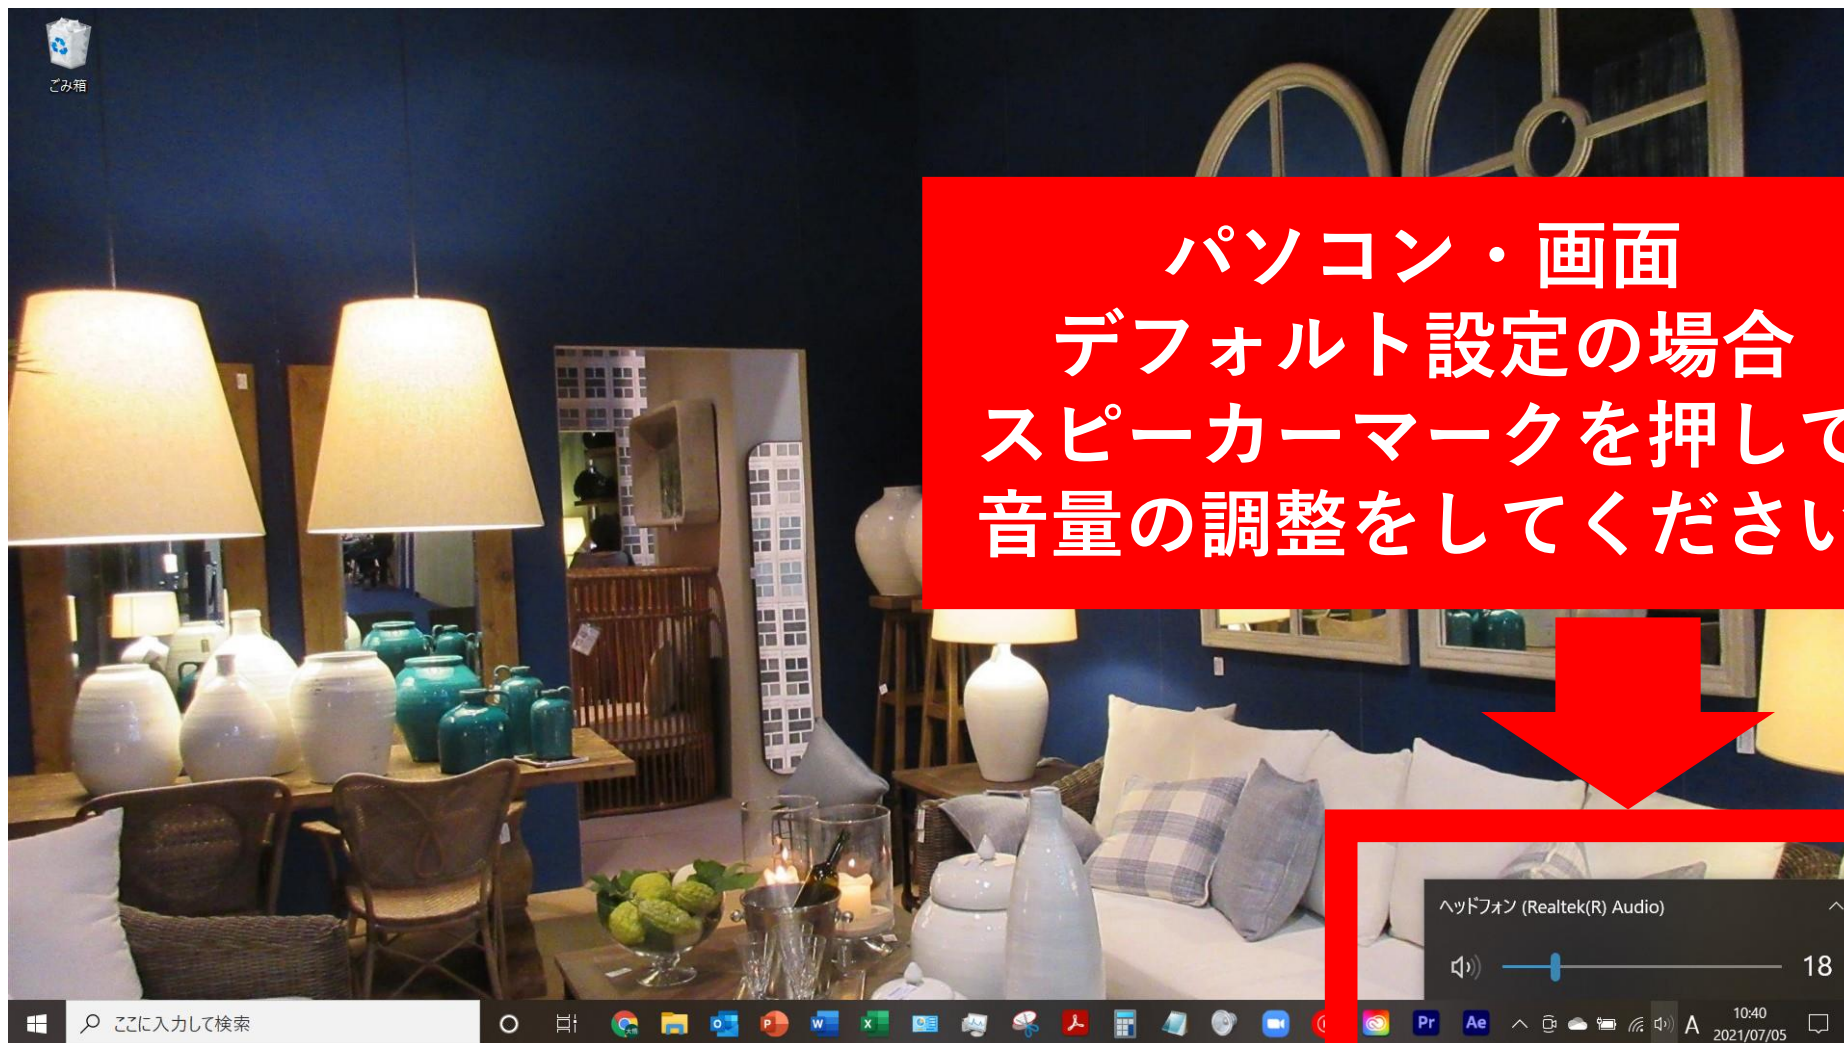 ごみ箱
パソコン・画面
デフォルト設定の場合
スピーカーマークを押して
音量の調整をしてください
ヘッドフォン (Realtek(R) Audio)
18
ここに入力して検索
Pr
Ae
A
10:40
2021/07/05